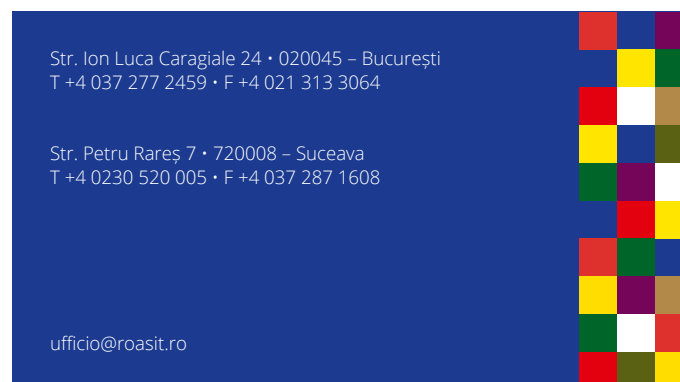 Str. Ion Luca Caragiale 24 • 020045 – București
T +4 037 277 2459 • F +4 021 313 3064
Str. Petru Rareș 7 • 720008 – Suceava
T +4 0230 520 005 • F +4 037 287 1608
ufficio@roasit.ro